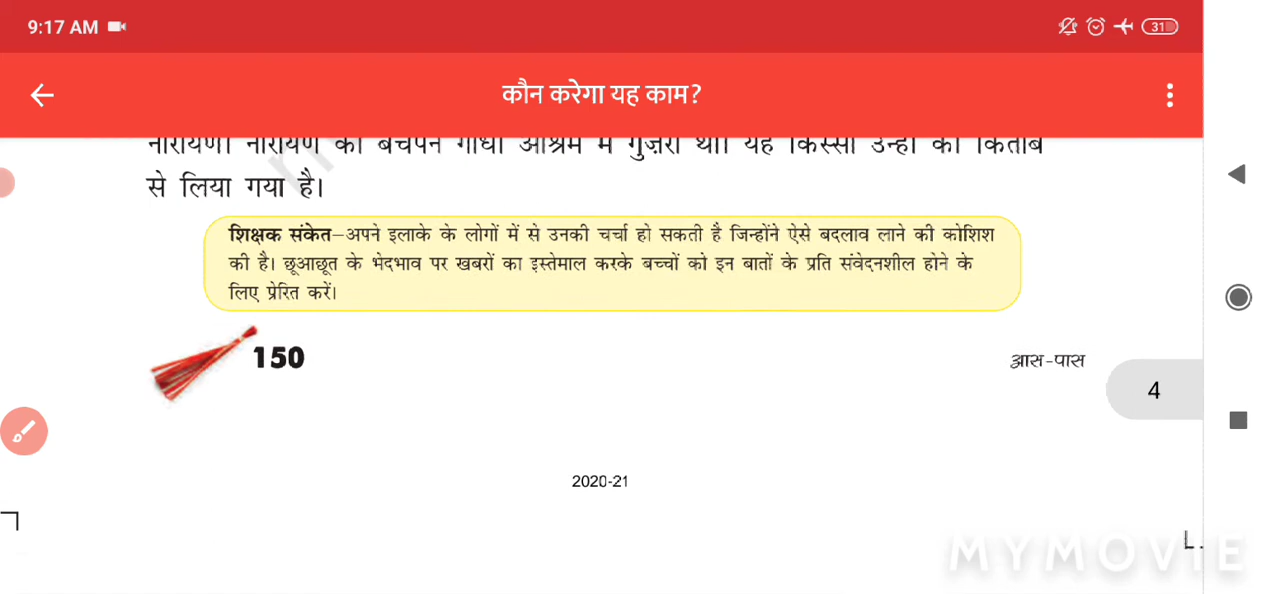 9:17 AM
31
कौन करेगा यह काम?
नारायण। नारायण का बचपन गांधी आश्रम में गुज़रा था। यह किस्सा उन्हीं की किताब
से लिया गया है।
शिक्षक संकेत–अपने इलाके के लोगों में से उनकी चर्चा हो सकती है जिन्होंने ऐसे बदलाव लाने की कोशिश
की है। छूआछूत के भेदभाव पर खबरों का इस्तेमाल करके बच्चों को इन बातों के प्रति संवेदनशील होने के
लिए प्रेरित करें।
150
आस-पास
4
2020-21
MYMOVIE